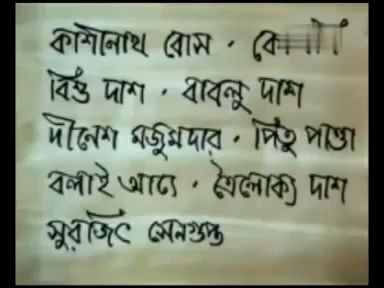 কাশীনাথ বোস ·
বিশু দাশ · বাবলু দাশ
দীনেশ মজুমদার · পিতু পাণ্ডা
বলাই আঢ্যে · ত্রৈলোক্য দাশ
সুরজিৎ সেনগুপ্ত